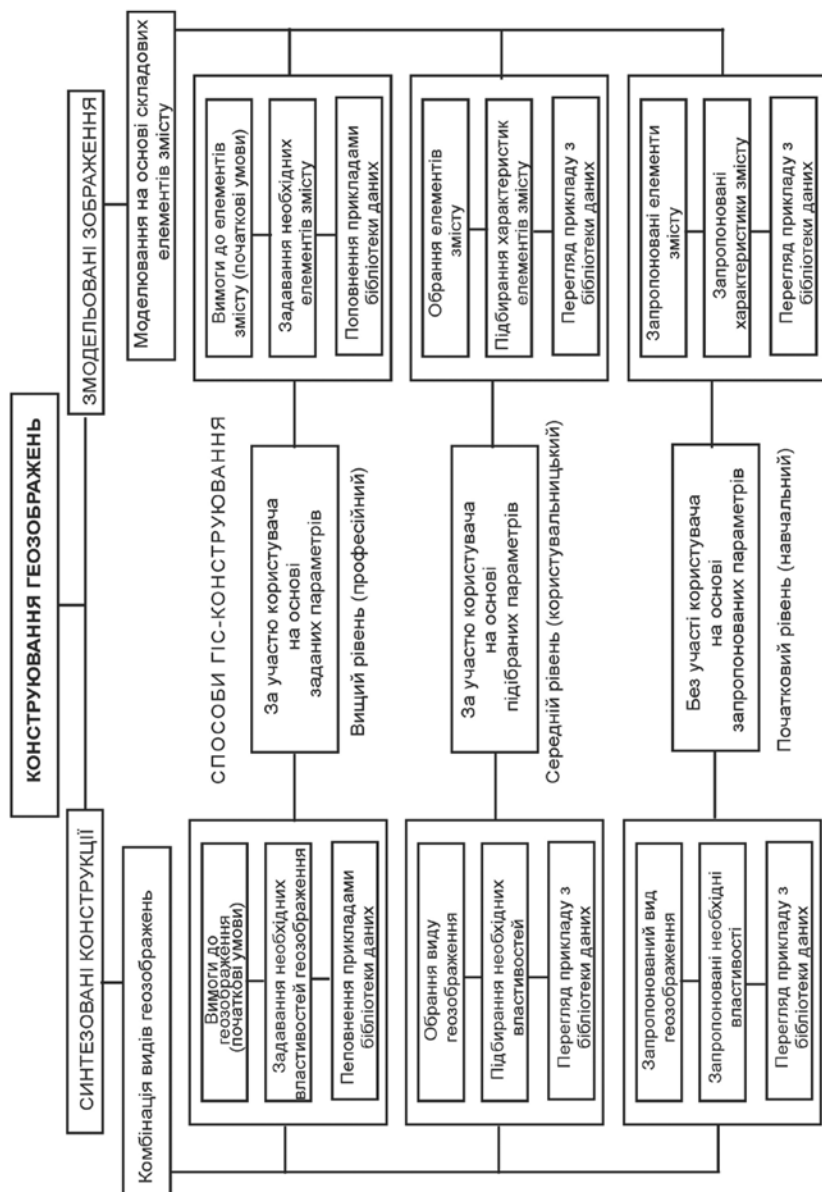 КОНСТРУЮВАННЯ ГЕОЗОБРАЖЕНЬ
СИНТЕЗОВАНІ КОНСТРУКЦІЇ
ЗМОДЕЛЬОВАНІ ЗОБРАЖЕННЯ
Комбінація видів геозображень
Моделювання на основі складових
елементів змісту
СПОСОБИ ГІС-КОНСТРУЮВАННЯ
Вимоги до
геозображення
(початкові умови)
Задавання необхідних
властивостей геозображення
Пеповнення прикладами
бібліотеки даних
За участю користувача
на основі
заданих параметрів
Вищий рівень (професійний)
Вимоги до елементів
змісту (початкові умови)
Задавання необхідних
елементів змісту
Поповнення прикладами
бібліотеки даних
Обрання виду
геозображення
Підбирання необхідних
властивостей
Перегляд прикладу з
бібліотеки даних
За участю користувача
на основі
підібраних параметрів
Середній рівень (користувальницький)
Обрання елементів
змісту
Підбирання характеристик
елементів змісту
Перегляд прикладу з
бібліотеки даних
Запропонований вид
геозображення
Запропоновані необхідні
властивості
Перегляд прикладу з
бібліотеки даних
Без участі користувача
на основі
запропонованих параметрів
Початковий рівень (навчальний)
Запропоновані елементи
змісту
Запропоновані
характеристики змісту
Перегляд прикладу з
бібліотеки даних